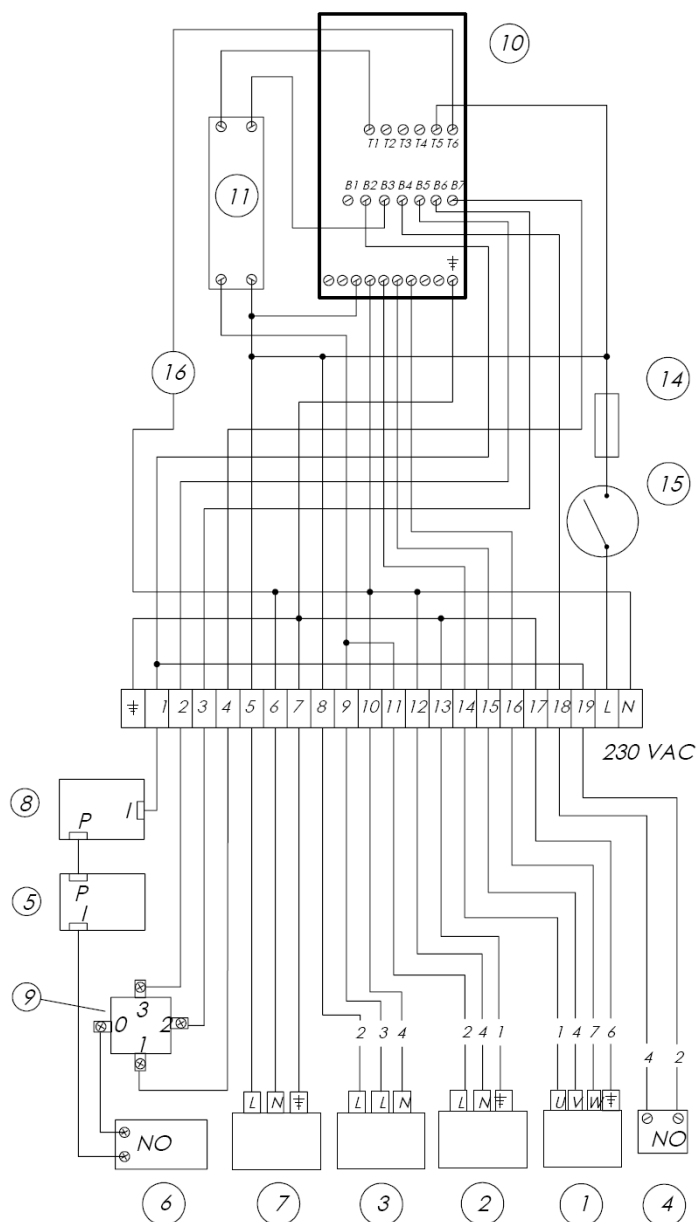 10
T1 T2 T3 T4 T5 T6
B1 B2 B3 B4 B5 B6 B7
11
16
14
15
1 2 3 4 5 6 7 8 9 10 11 12 13 14 15 16 17 18 19 L N
230 VAC
8
P I
5
P
I
9
3
0 2
1
2 3 4 2 4 1 1 4 7 6 4 2
L N L L N L N U V W
NO NO
6 7 3 2 1 4